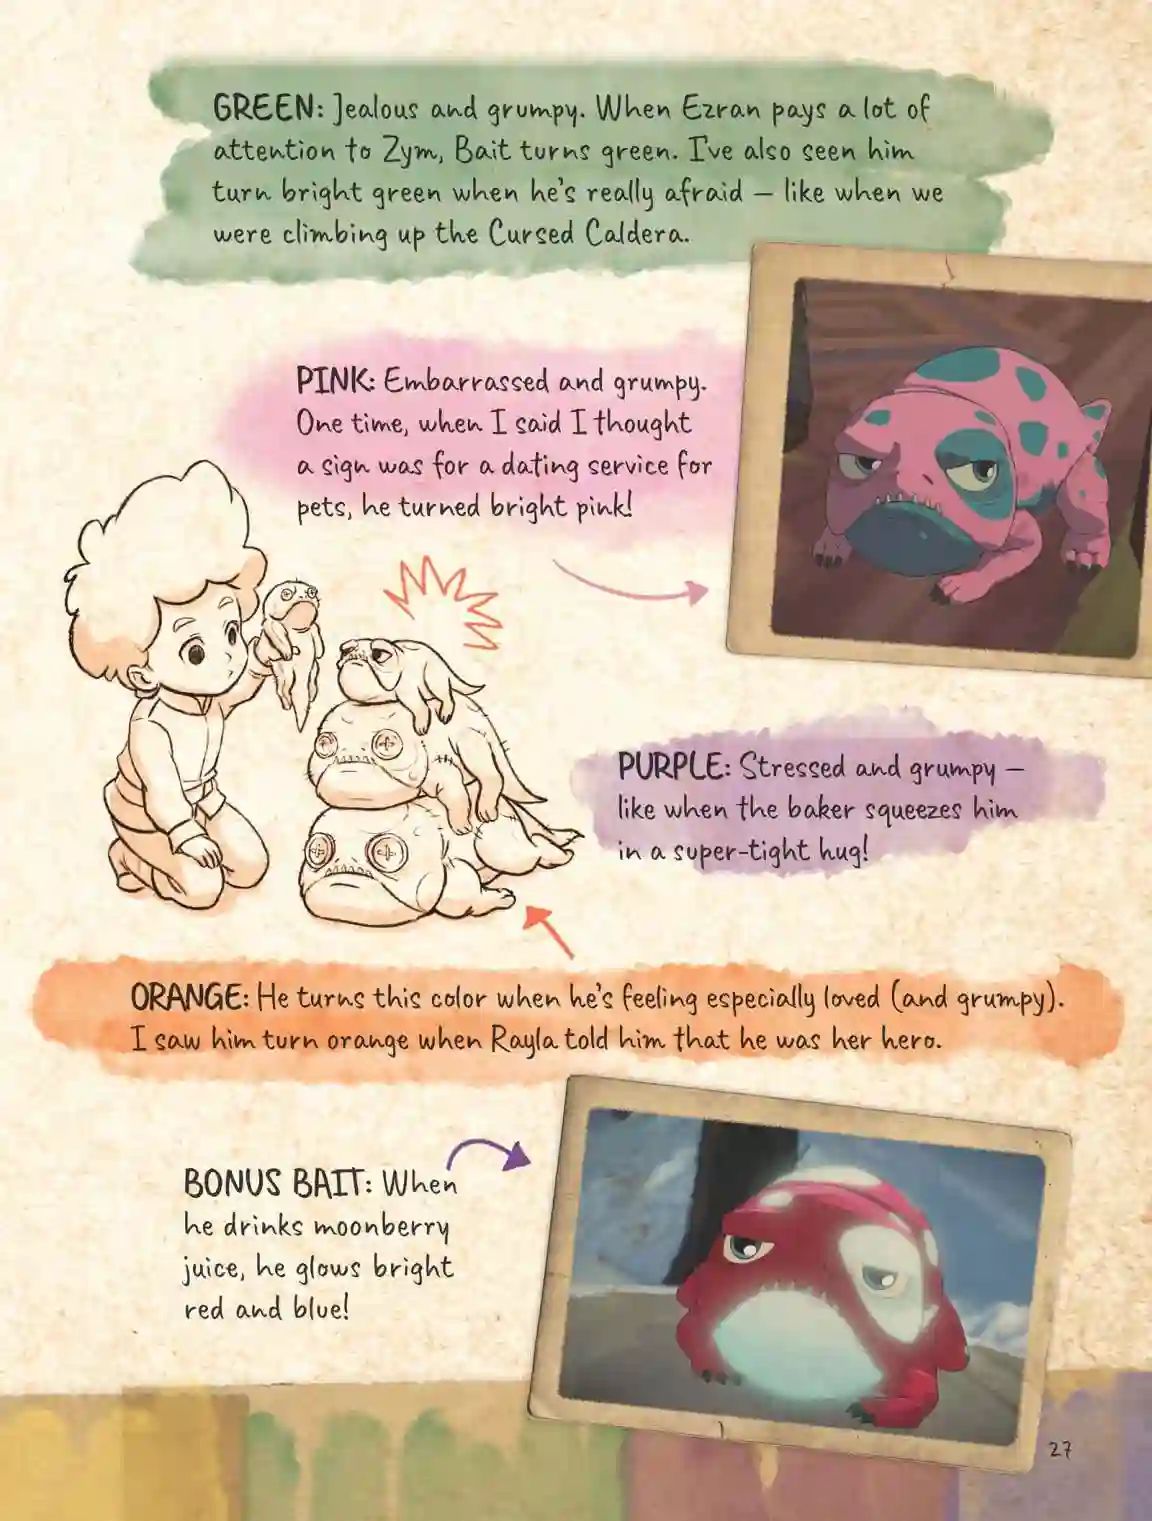 GREEN: Jealous and grumpy. When Ezran pays a lot of
attention to Zym, Bait turns green. I've also seen him
turn bright green when he's really afraid – like when we
were climbing up the Cursed Caldera.
PINK: Embarrassed and grumpy.
One time, when I said I thought
a sign was for a dating service for
pets, he turned bright pink!
PURPLE: Stressed and grumpy –
like when the baker squeezes him
in a super-tight hug!
ORANGE: He turns this color when he's feeling especially loved (and grumpy).
I saw him turn orange when Rayla told him that he was her hero.
BONUS BAIT: When
he drinks moonberry
juice, he glows bright
red and blue!
27